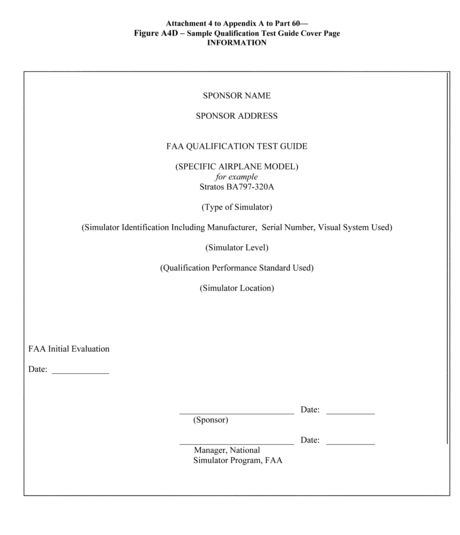 Attachment 4 to Appendix A to Part 60—
Figure A4D – Sample Qualification Test Guide Cover Page
INFORMATION
SPONSOR NAME
SPONSOR ADDRESS
FAA QUALIFICATION TEST GUIDE
(SPECIFIC AIRPLANE MODEL)
for example
Stratos BA797-320A
(Type of Simulator)
(Simulator Identification Including Manufacturer, Serial Number, Visual System Used)
(Simulator Level)
(Qualification Performance Standard Used)
(Simulator Location)
FAA Initial Evaluation
Date: _____________
__________________________ Date: ___________
(Sponsor)
__________________________ Date: ___________
Manager, National
Simulator Program, FAA